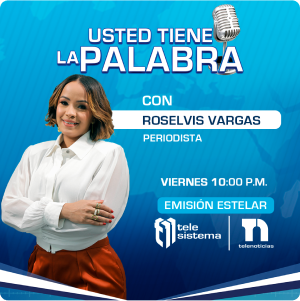 USTED TIENE
LA PALABRA
CON
ROSELVIS VARGAS
PERIODISTA
VIERNES 10:00 P.M.
EMISIÓN ESTELAR
tele
sistema
telenoticias